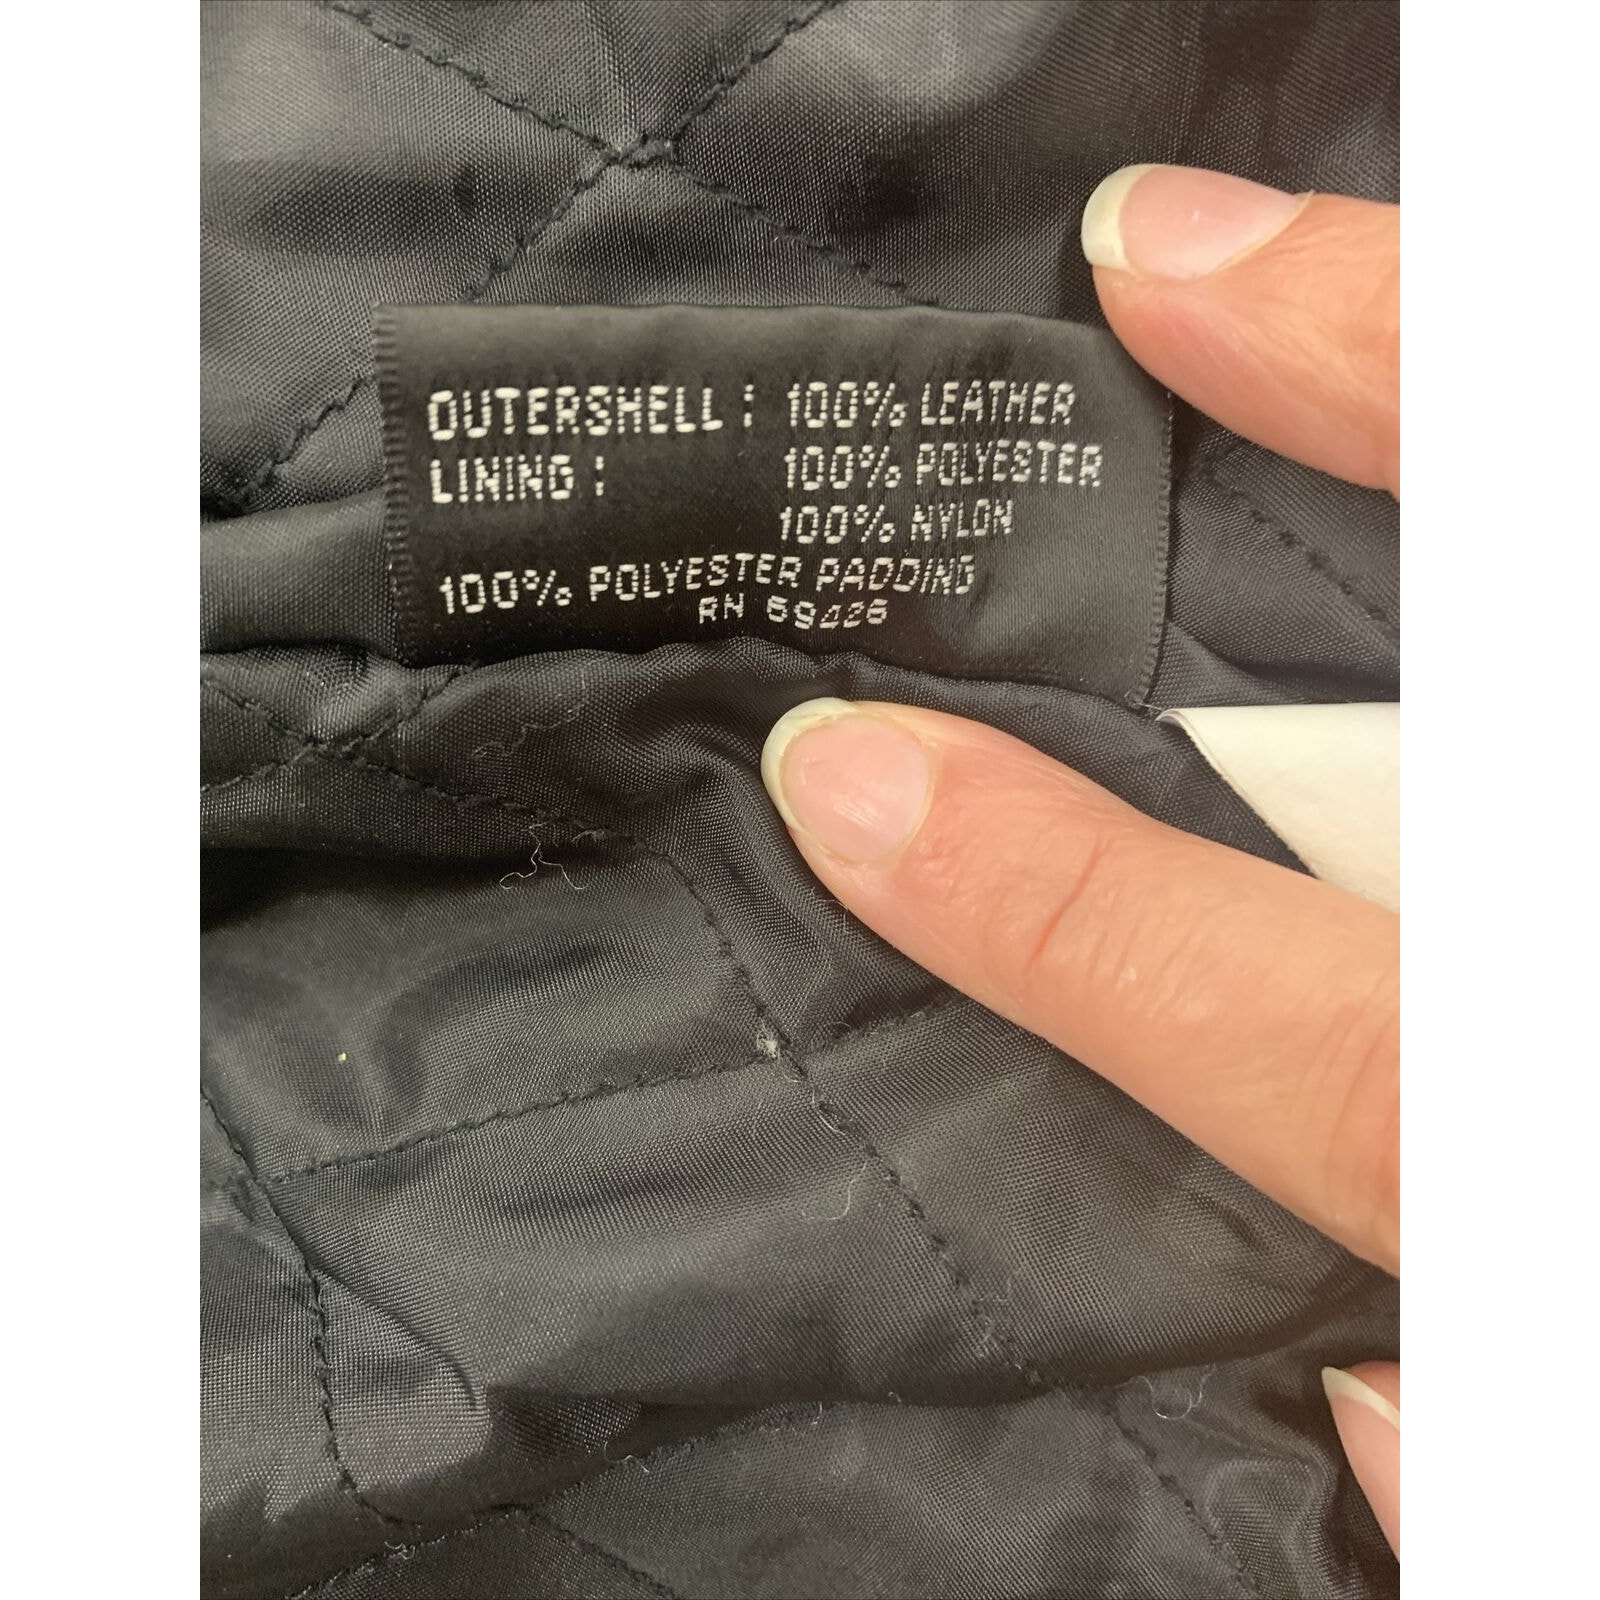 OUTERSHELL : 100% LEATHER
LINING : 100% POLYESTER
100% NYLON
100% POLYESTER PADDING
RN 69426